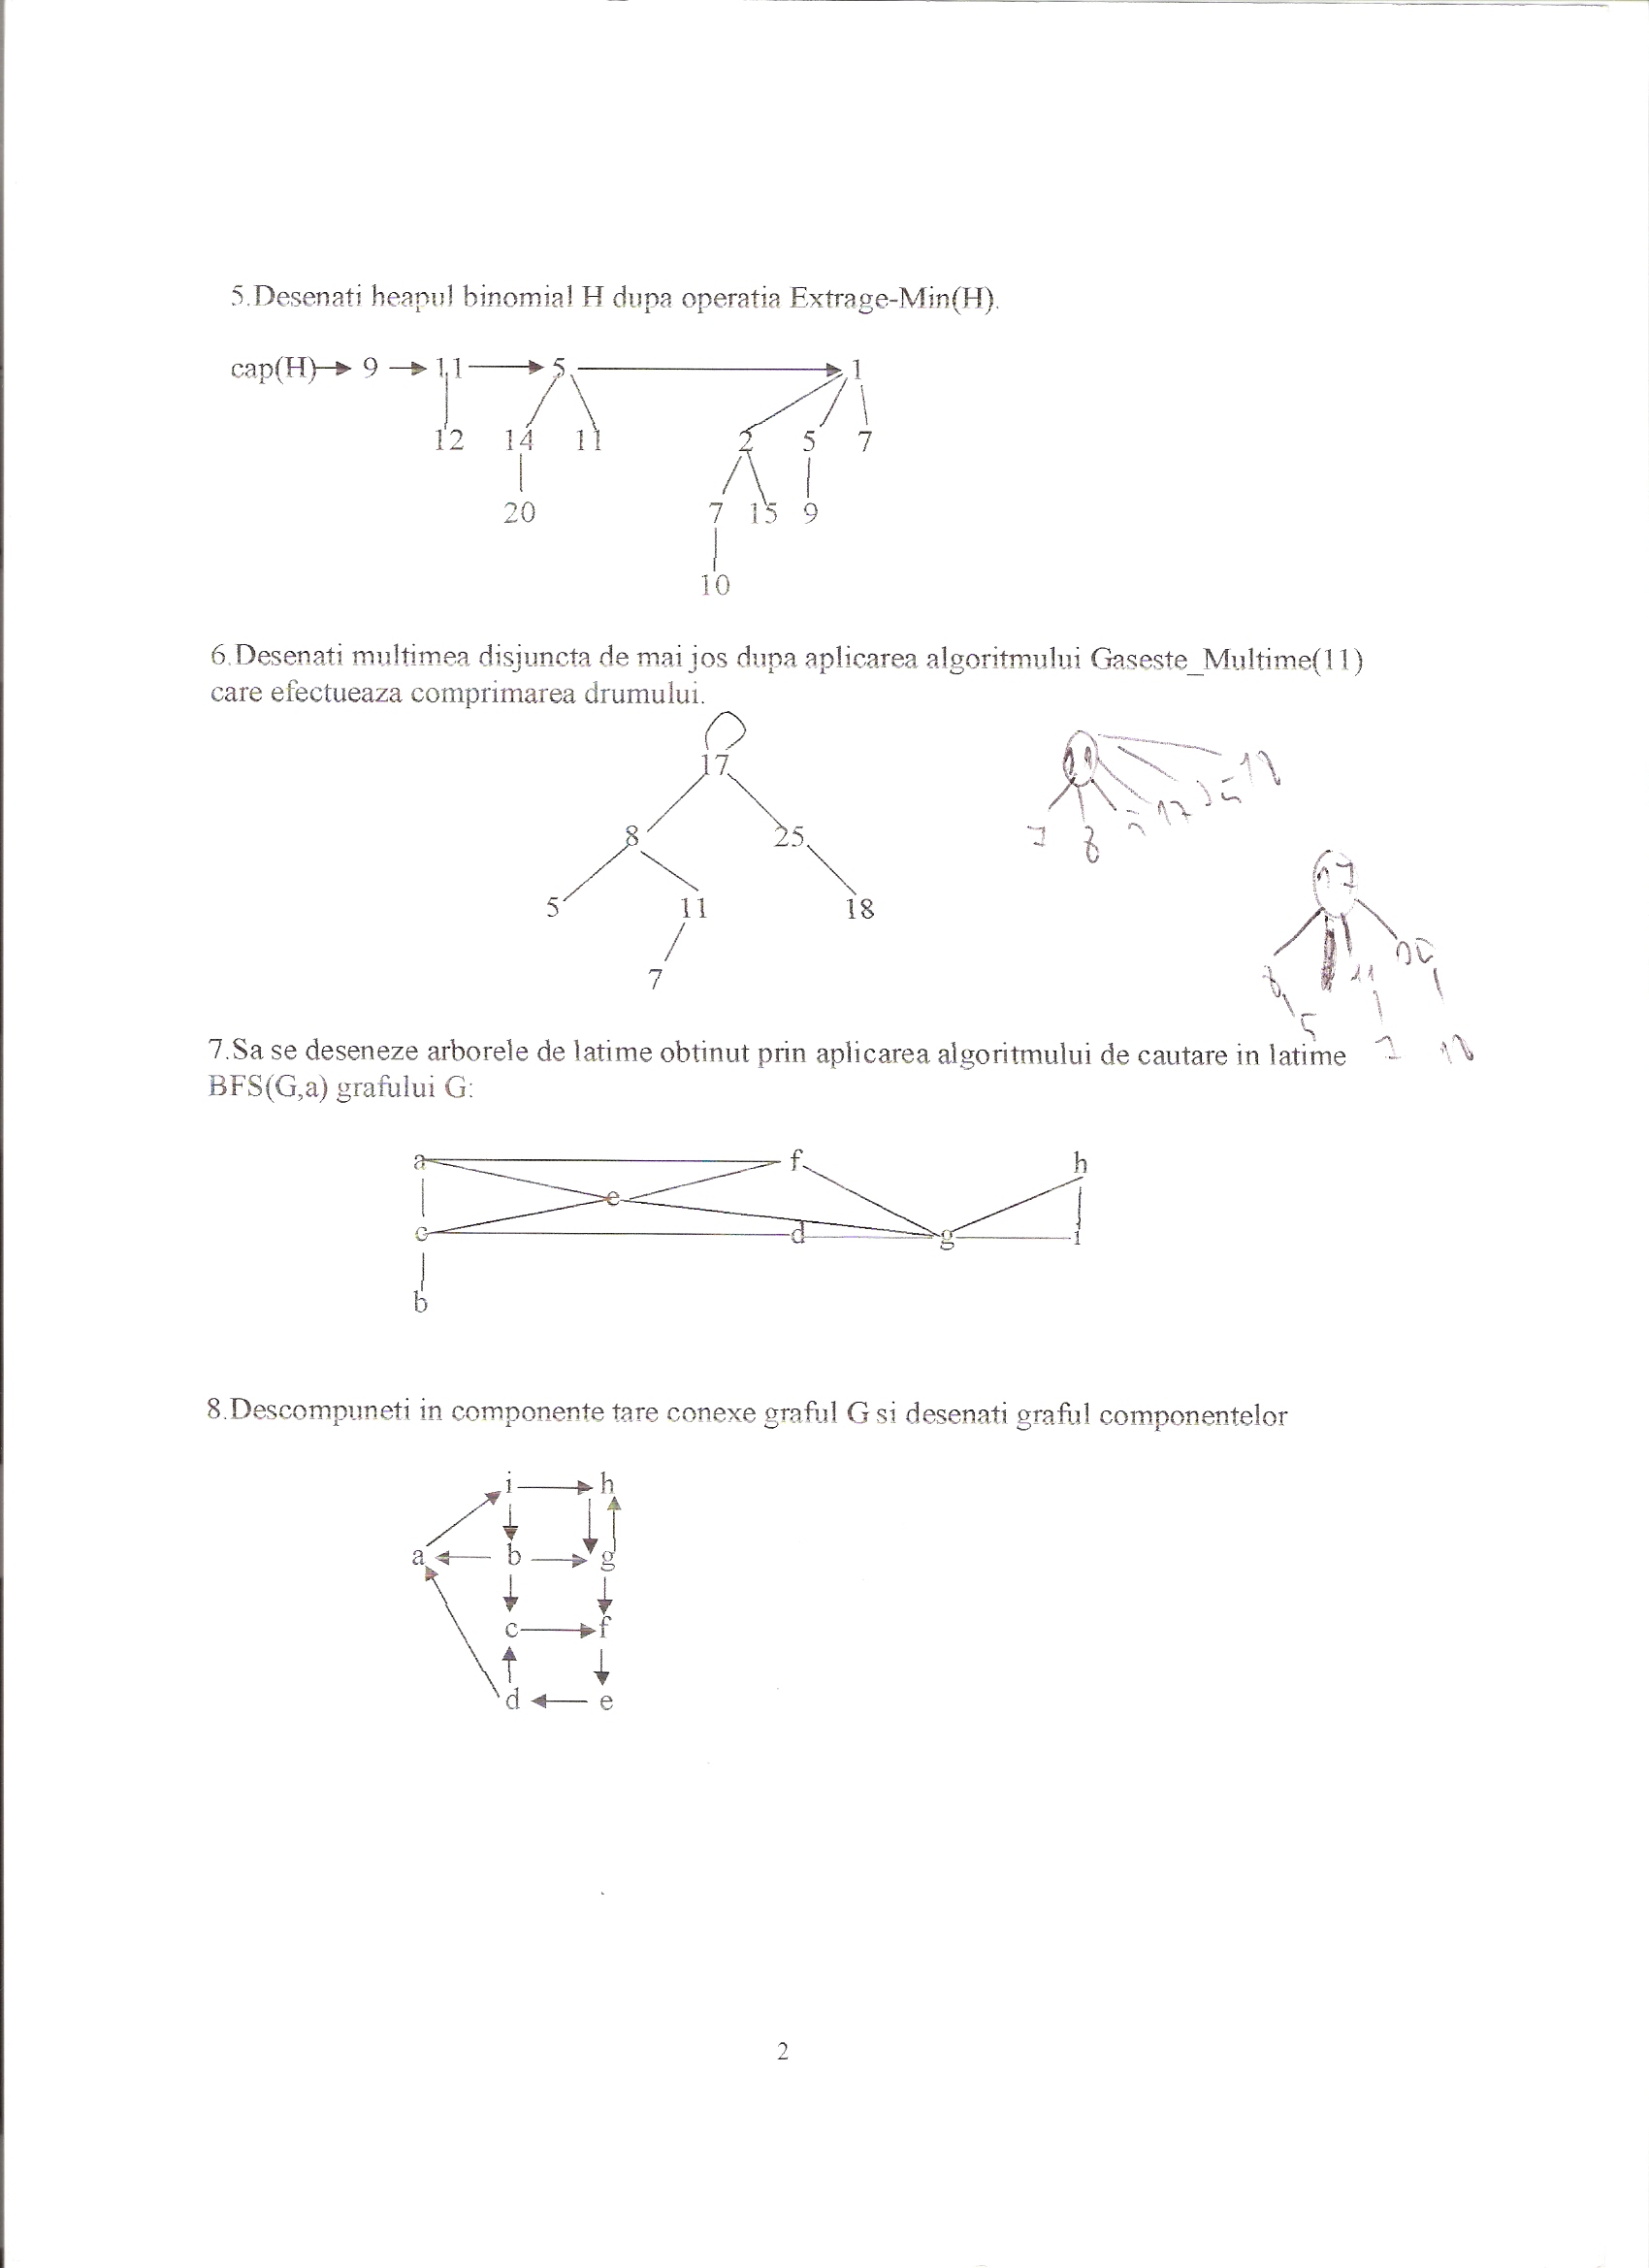 5.Desenati heapul binomial H dupa operatia Extrage-Min(H).
cap(H) 9 11 5 1
12 14 11 2 5 7
20 7 15 9
10
6.Desenati multimea disjuncta de mai jos dupa aplicarea algoritmului Gaseste_Multime(11)
care efectueaza comprimarea drumului.
17
8 25
5 11 18
7
11
7 8 5 17 25 18
17
8 11 25
5 7 18
7.Sa se deseneze arborele de latime obtinut prin aplicarea algoritmului de cautare in latime
BFS(G,a) grafului G:
a f h
e
c d g i
b
8.Descompuneti in componente tare conexe graful G si desenati graful componentelor
i h
a b g
c f
d e
2